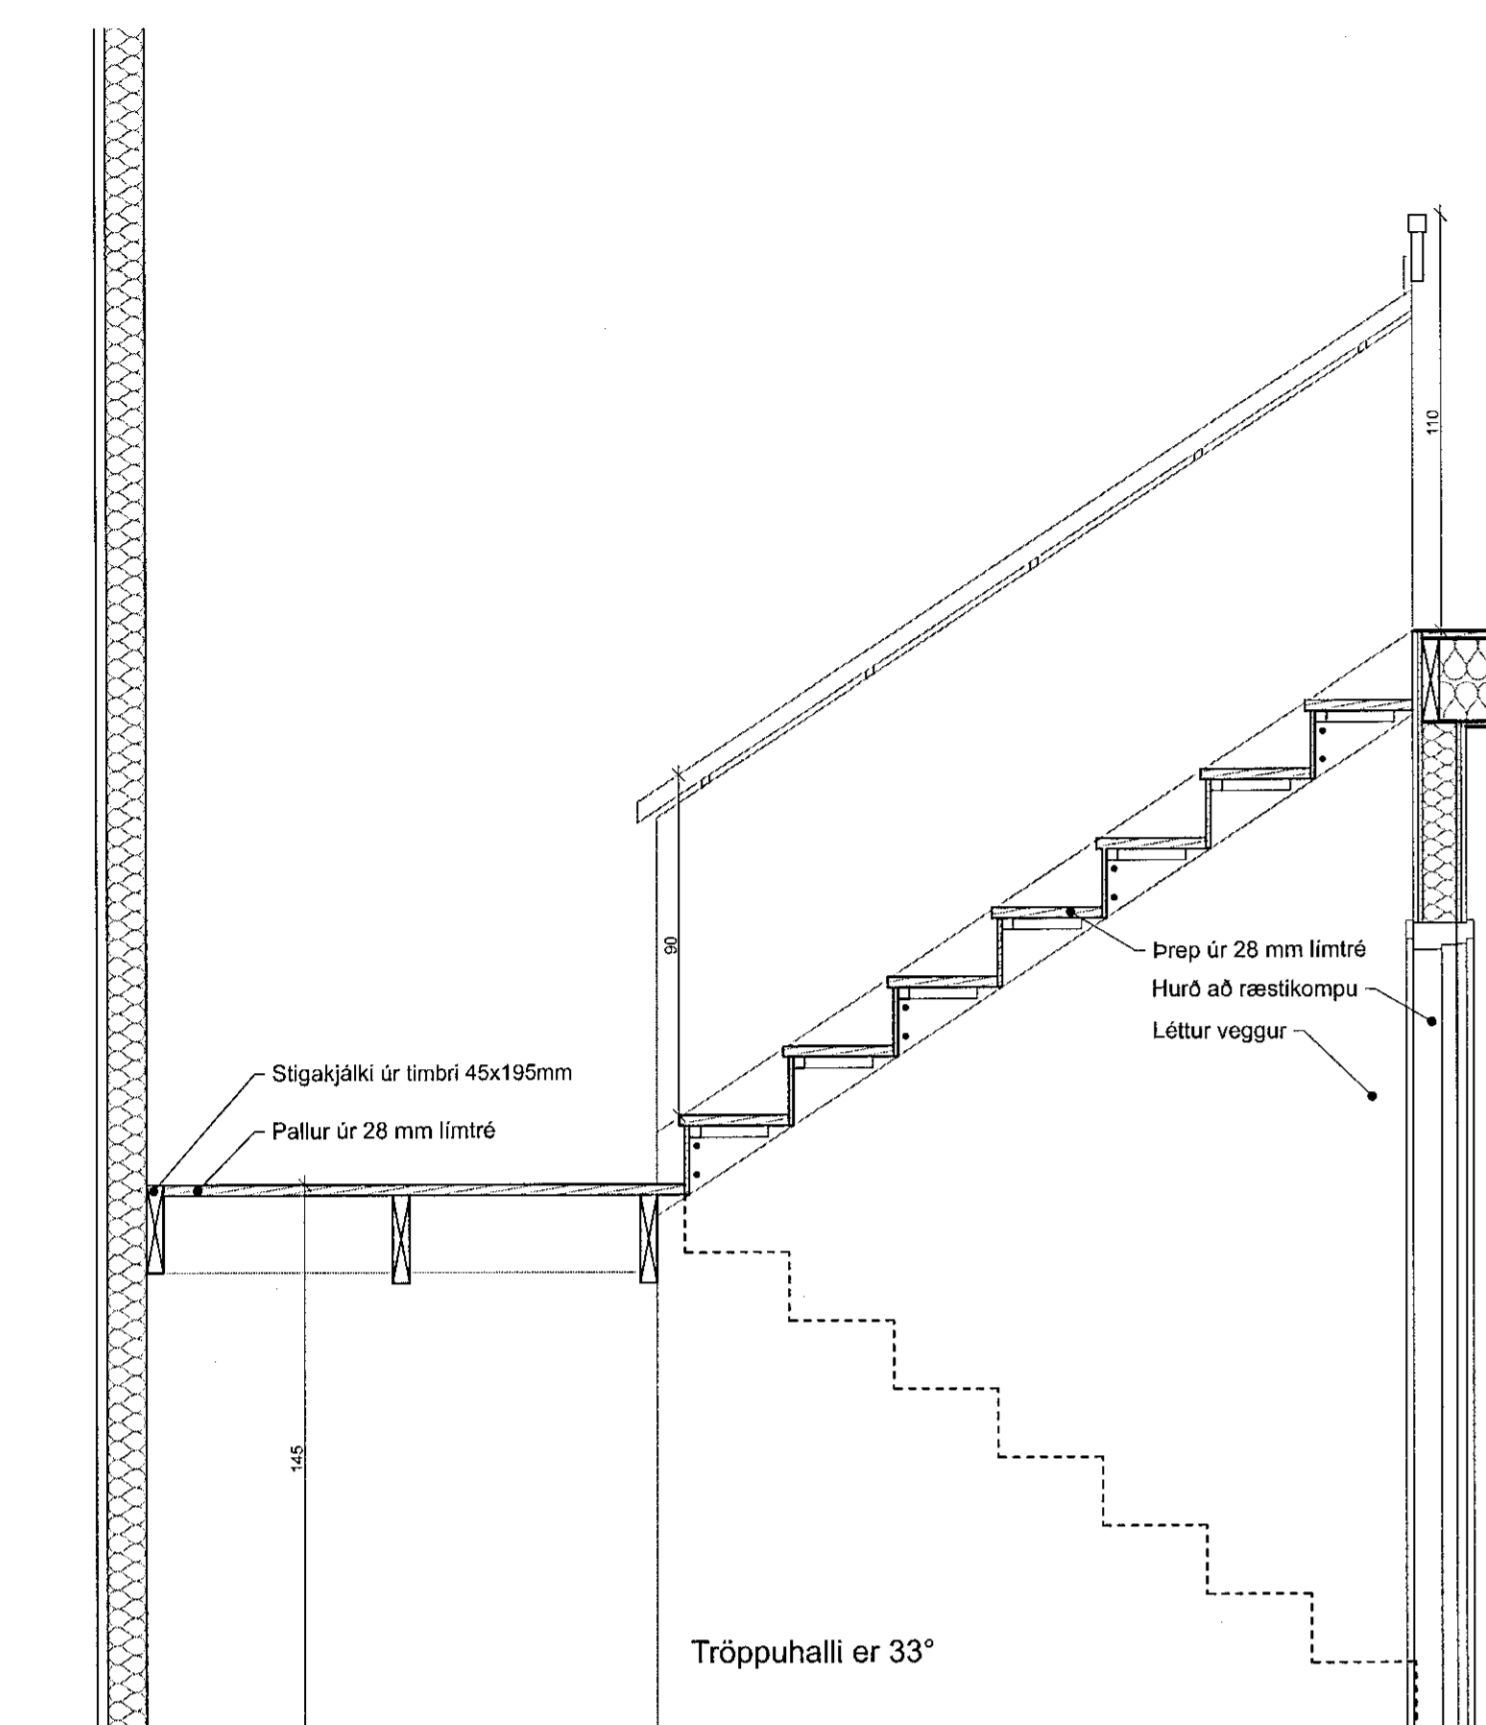 110
90
Þrep úr 28 mm límtré
Hurð að ræstikompu
Léttur veggur
Stigakjálki úr timbri 45x195mm
Pallur úr 28 mm límtré
145
Tröppuhalli er 33°